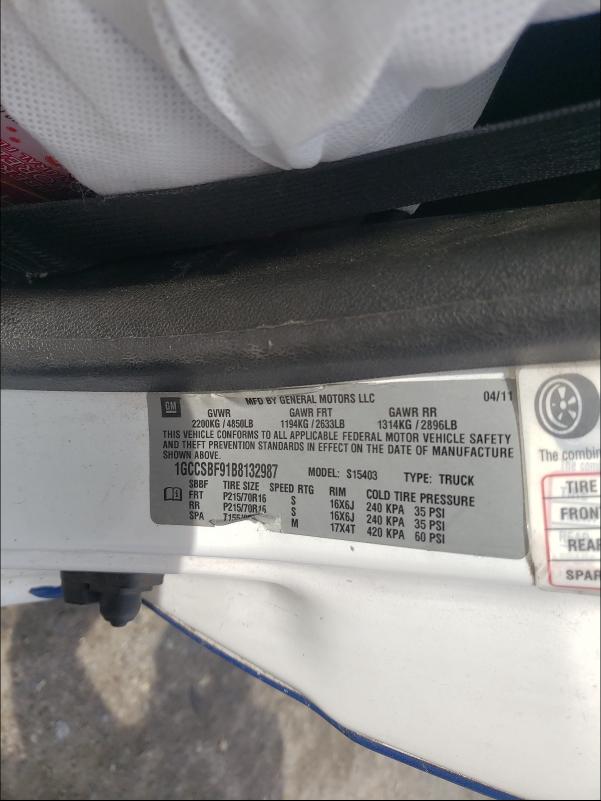 GM
MFD BY GENERAL MOTORS LLC 04/11
GVWR GAWR FRT GAWR RR
2200KG / 4850LB 1194KG / 2633LB 1314KG / 2896LB
THIS VEHICLE CONFORMS TO ALL APPLICABLE FEDERAL MOTOR VEHICLE SAFETY
AND THEFT PREVENTION STANDARDS IN EFFECT ON THE DATE OF MANUFACTURE
SHOWN ABOVE.
1GCCSBF91B8132987 MODEL: S15403 TYPE: TRUCK
SBBF TIRE SIZE SPEED RTG RIM COLD TIRE PRESSURE
FRT P215/70R16 S 16X6J 240 KPA 35 PSI
RR P215/70R16 S 16X6J 240 KPA 35 PSI
SPA M 17X4T 420 KPA 60 PSI
The combin
TIRE
FRON
REAR
SPAR